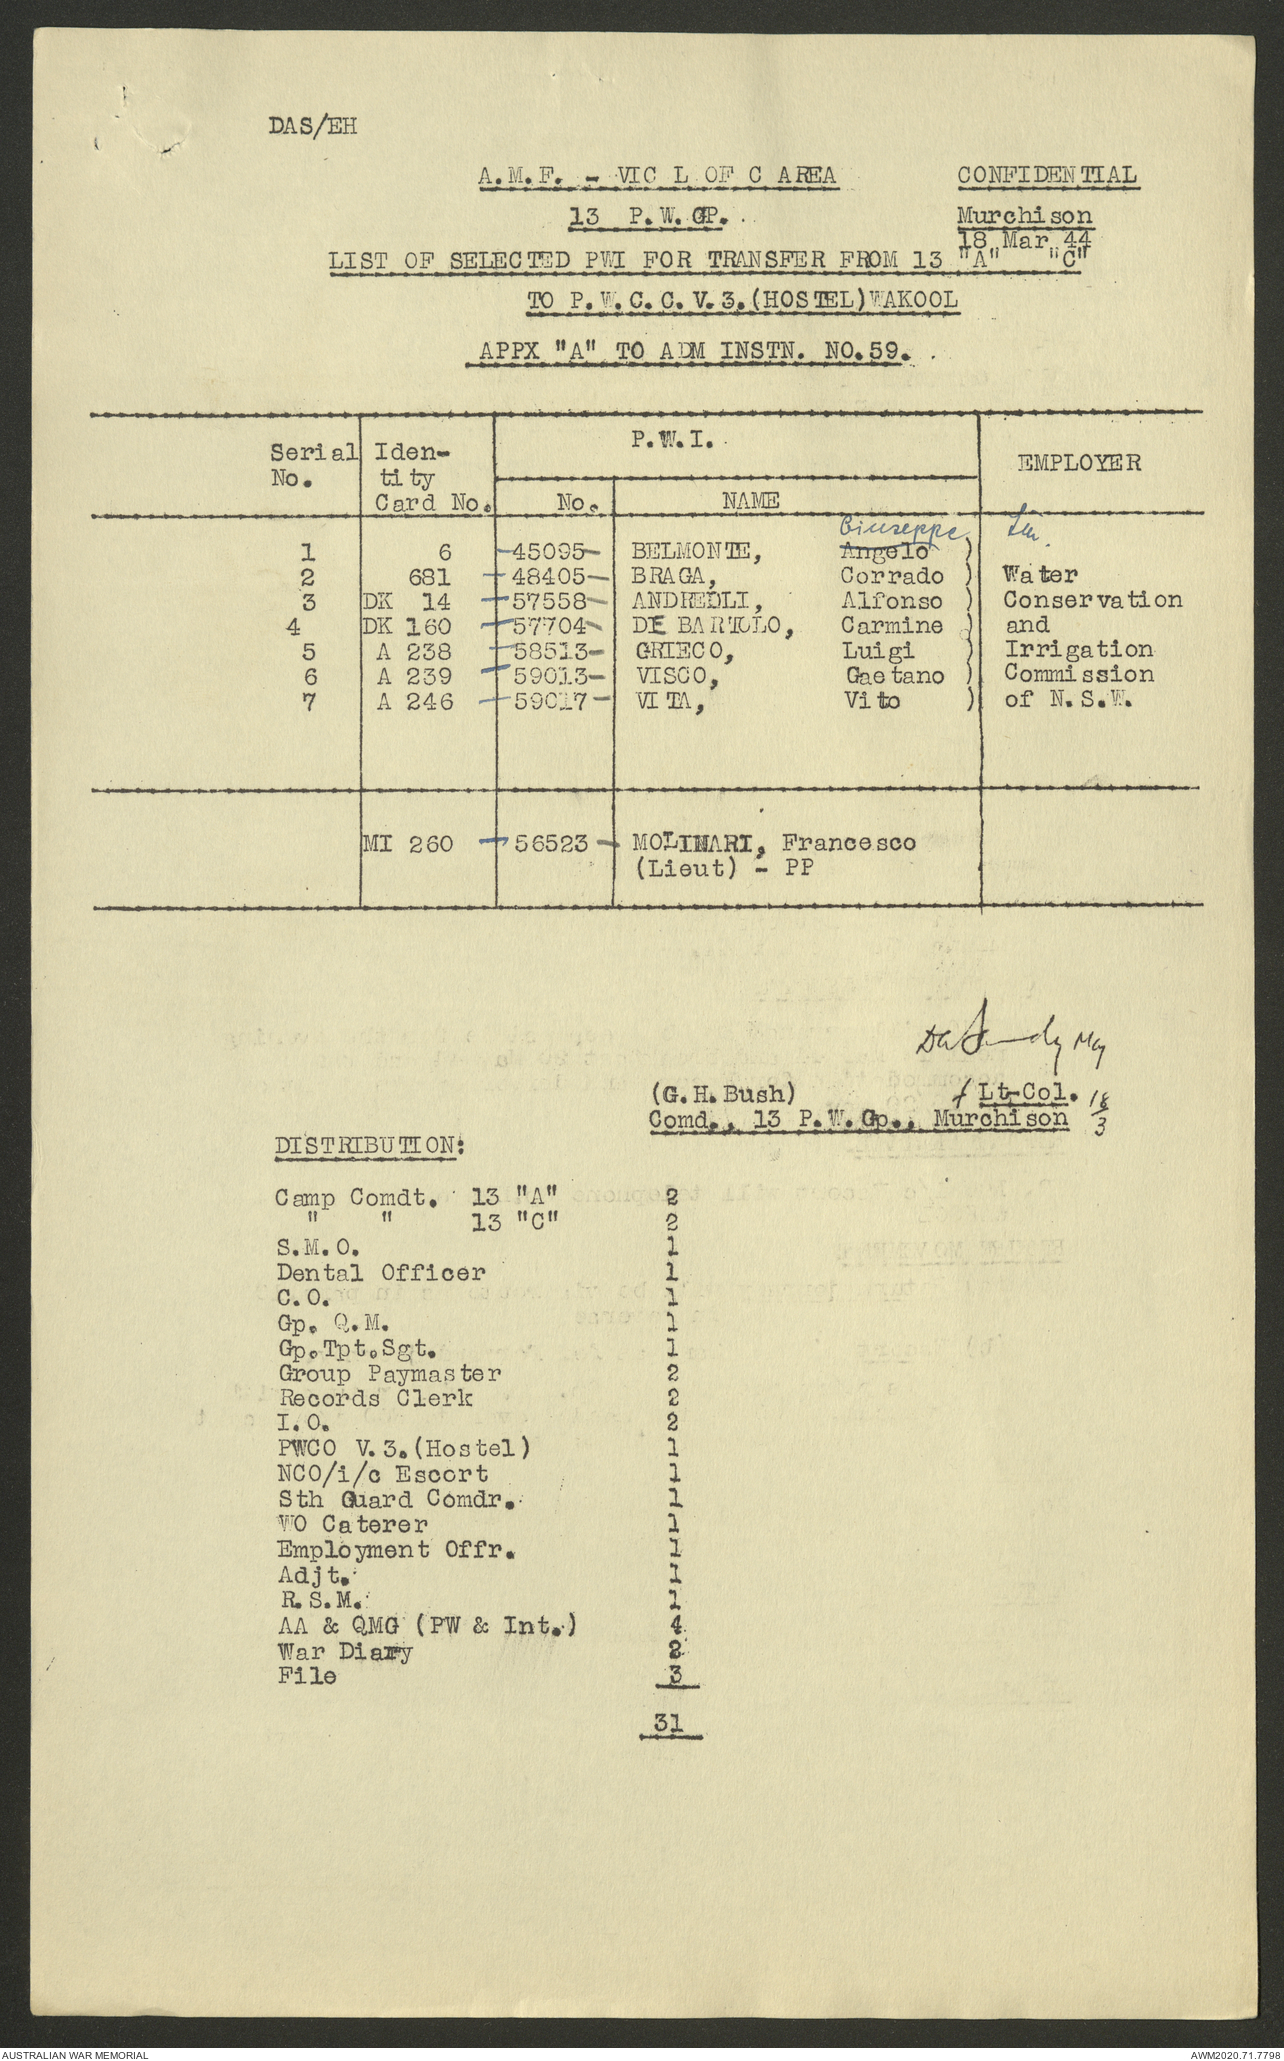 DAS/EH
A.M.F. - VIC L OF C AREA CONFIDENTIAL
13 P.W.GP. Murchison
18 Mar 44
LIST OF SELECTED PWI FOR TRANSFER FROM 13 "A" "C"
TO P.W.C.C.V.3.(HOSTEL)WAKOOL
APPX "A" TO ADM INSTN. NO.59.
Serial No. Iden-tity Card No. P.W.I. No. NAME EMPLOYER
Giuseppe
1 6 45095 BELMONTE, Angelo )
2 681 48405 BRAGA, Corrado ) Water
3 DK 14 57558 ANDREOLI, Alfonso ) Conservation
4 DK 160 57704 DE BARTOLO, Carmine ) and
5 A 238 58513 GRIECO, Luigi ) Irrigation
6 A 239 59013 VISCO, Gaetano ) Commission
7 A 246 59017 VITA, Vito ) of N.S.W.
MI 260 56523 MOLINARI, Francesco
(Lieut) - PP
(G.H.Bush) f Lt-Col. 18/3
Comd., 13 P.W.Gp., Murchison
DISTRIBUTION:
Camp Comdt. 13 "A" 2
" " 13 "C" 2
S.M.O. 1
Dental Officer 1
C.O. 1
Gp. Q.M. 1
Gp.Tpt.Sgt. 1
Group Paymaster 2
Records Clerk 2
I.O. 2
PWCO V.3.(Hostel) 1
NCO/i/c Escort 1
Sth Guard Comdr. 1
WO Caterer 1
Employment Offr. 1
Adjt. 1
R.S.M. 1
AA & QMG (PW & Int.) 4
War Diary 2
File 3
31
AUSTRALIAN WAR MEMORIAL AWM2020.71.7798